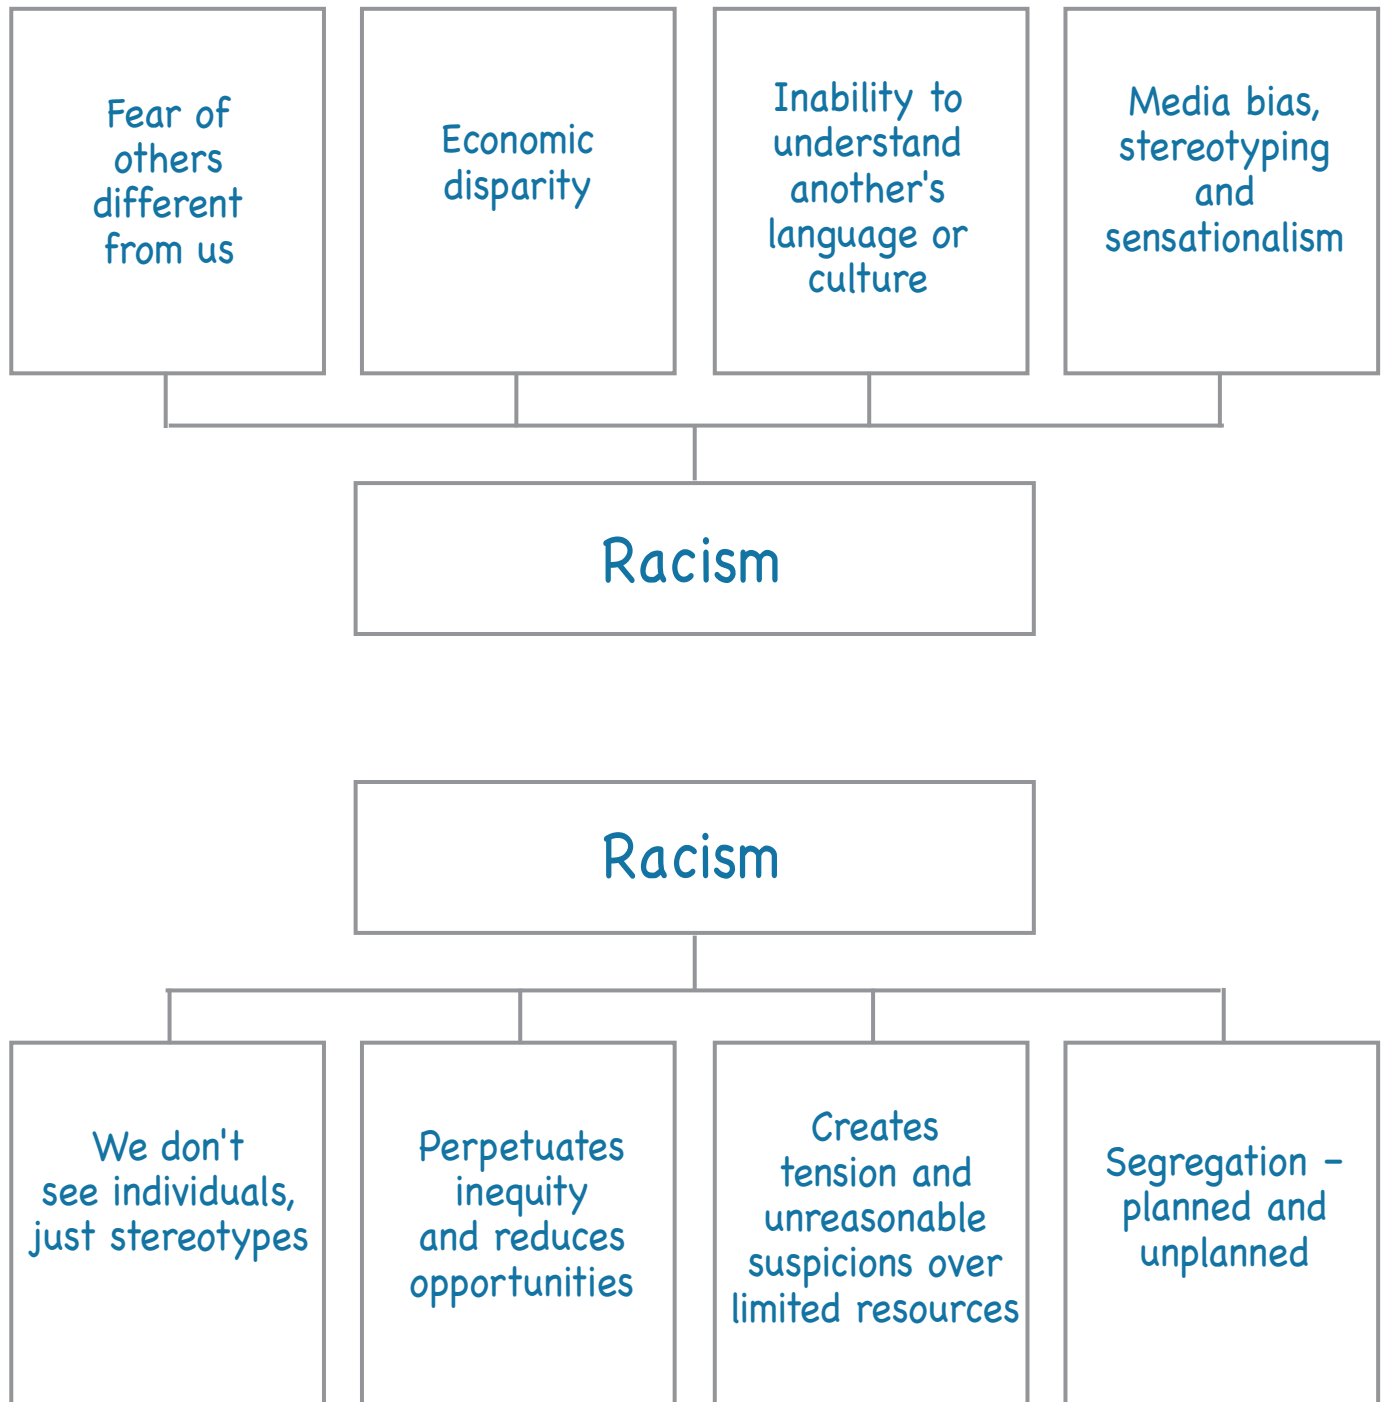 Fear of
others
different
from us
Economic
disparity
Inability to
understand
another's
language or
culture
Media bias,
stereotyping
and
sensationalism
Racism
Racism
We don't
see individuals,
just stereotypes
Perpetuates
inequity
and reduces
opportunities
Creates
tension and
unreasonable
suspicions over
limited resources
Segregation –
planned and
unplanned